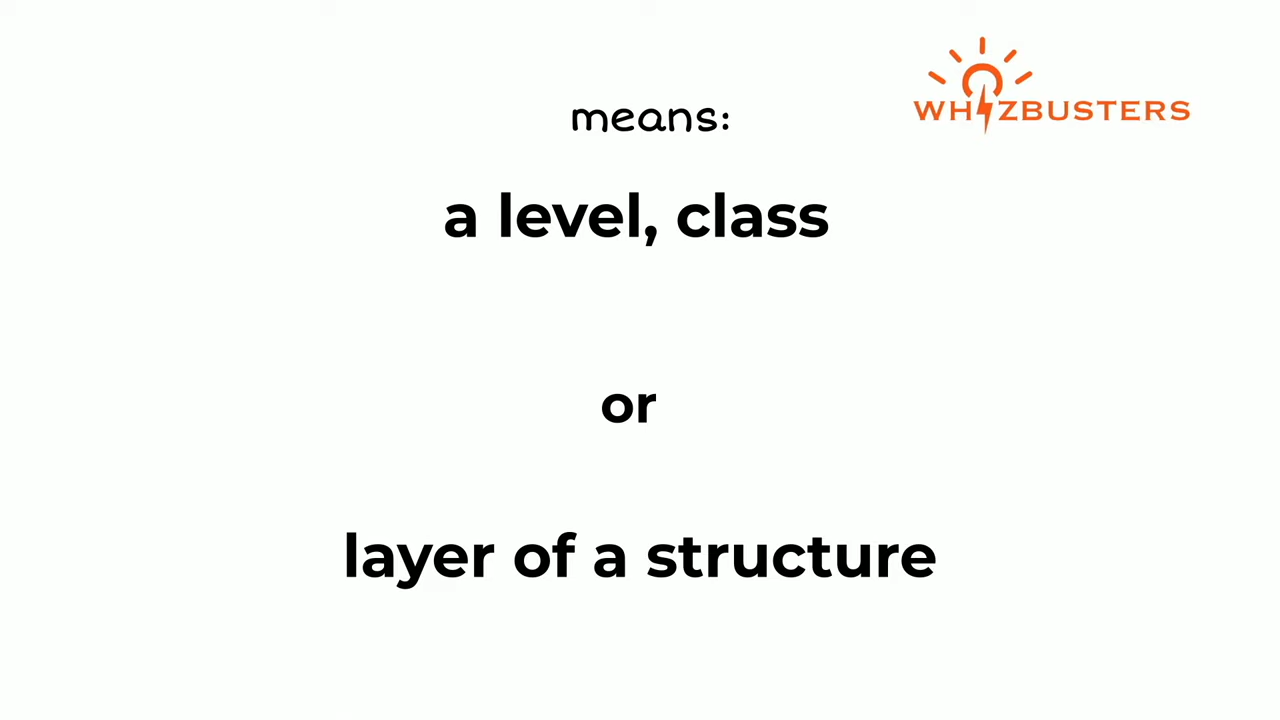 WHIZBUSTERS
means:
a level, class
or
layer of a structure